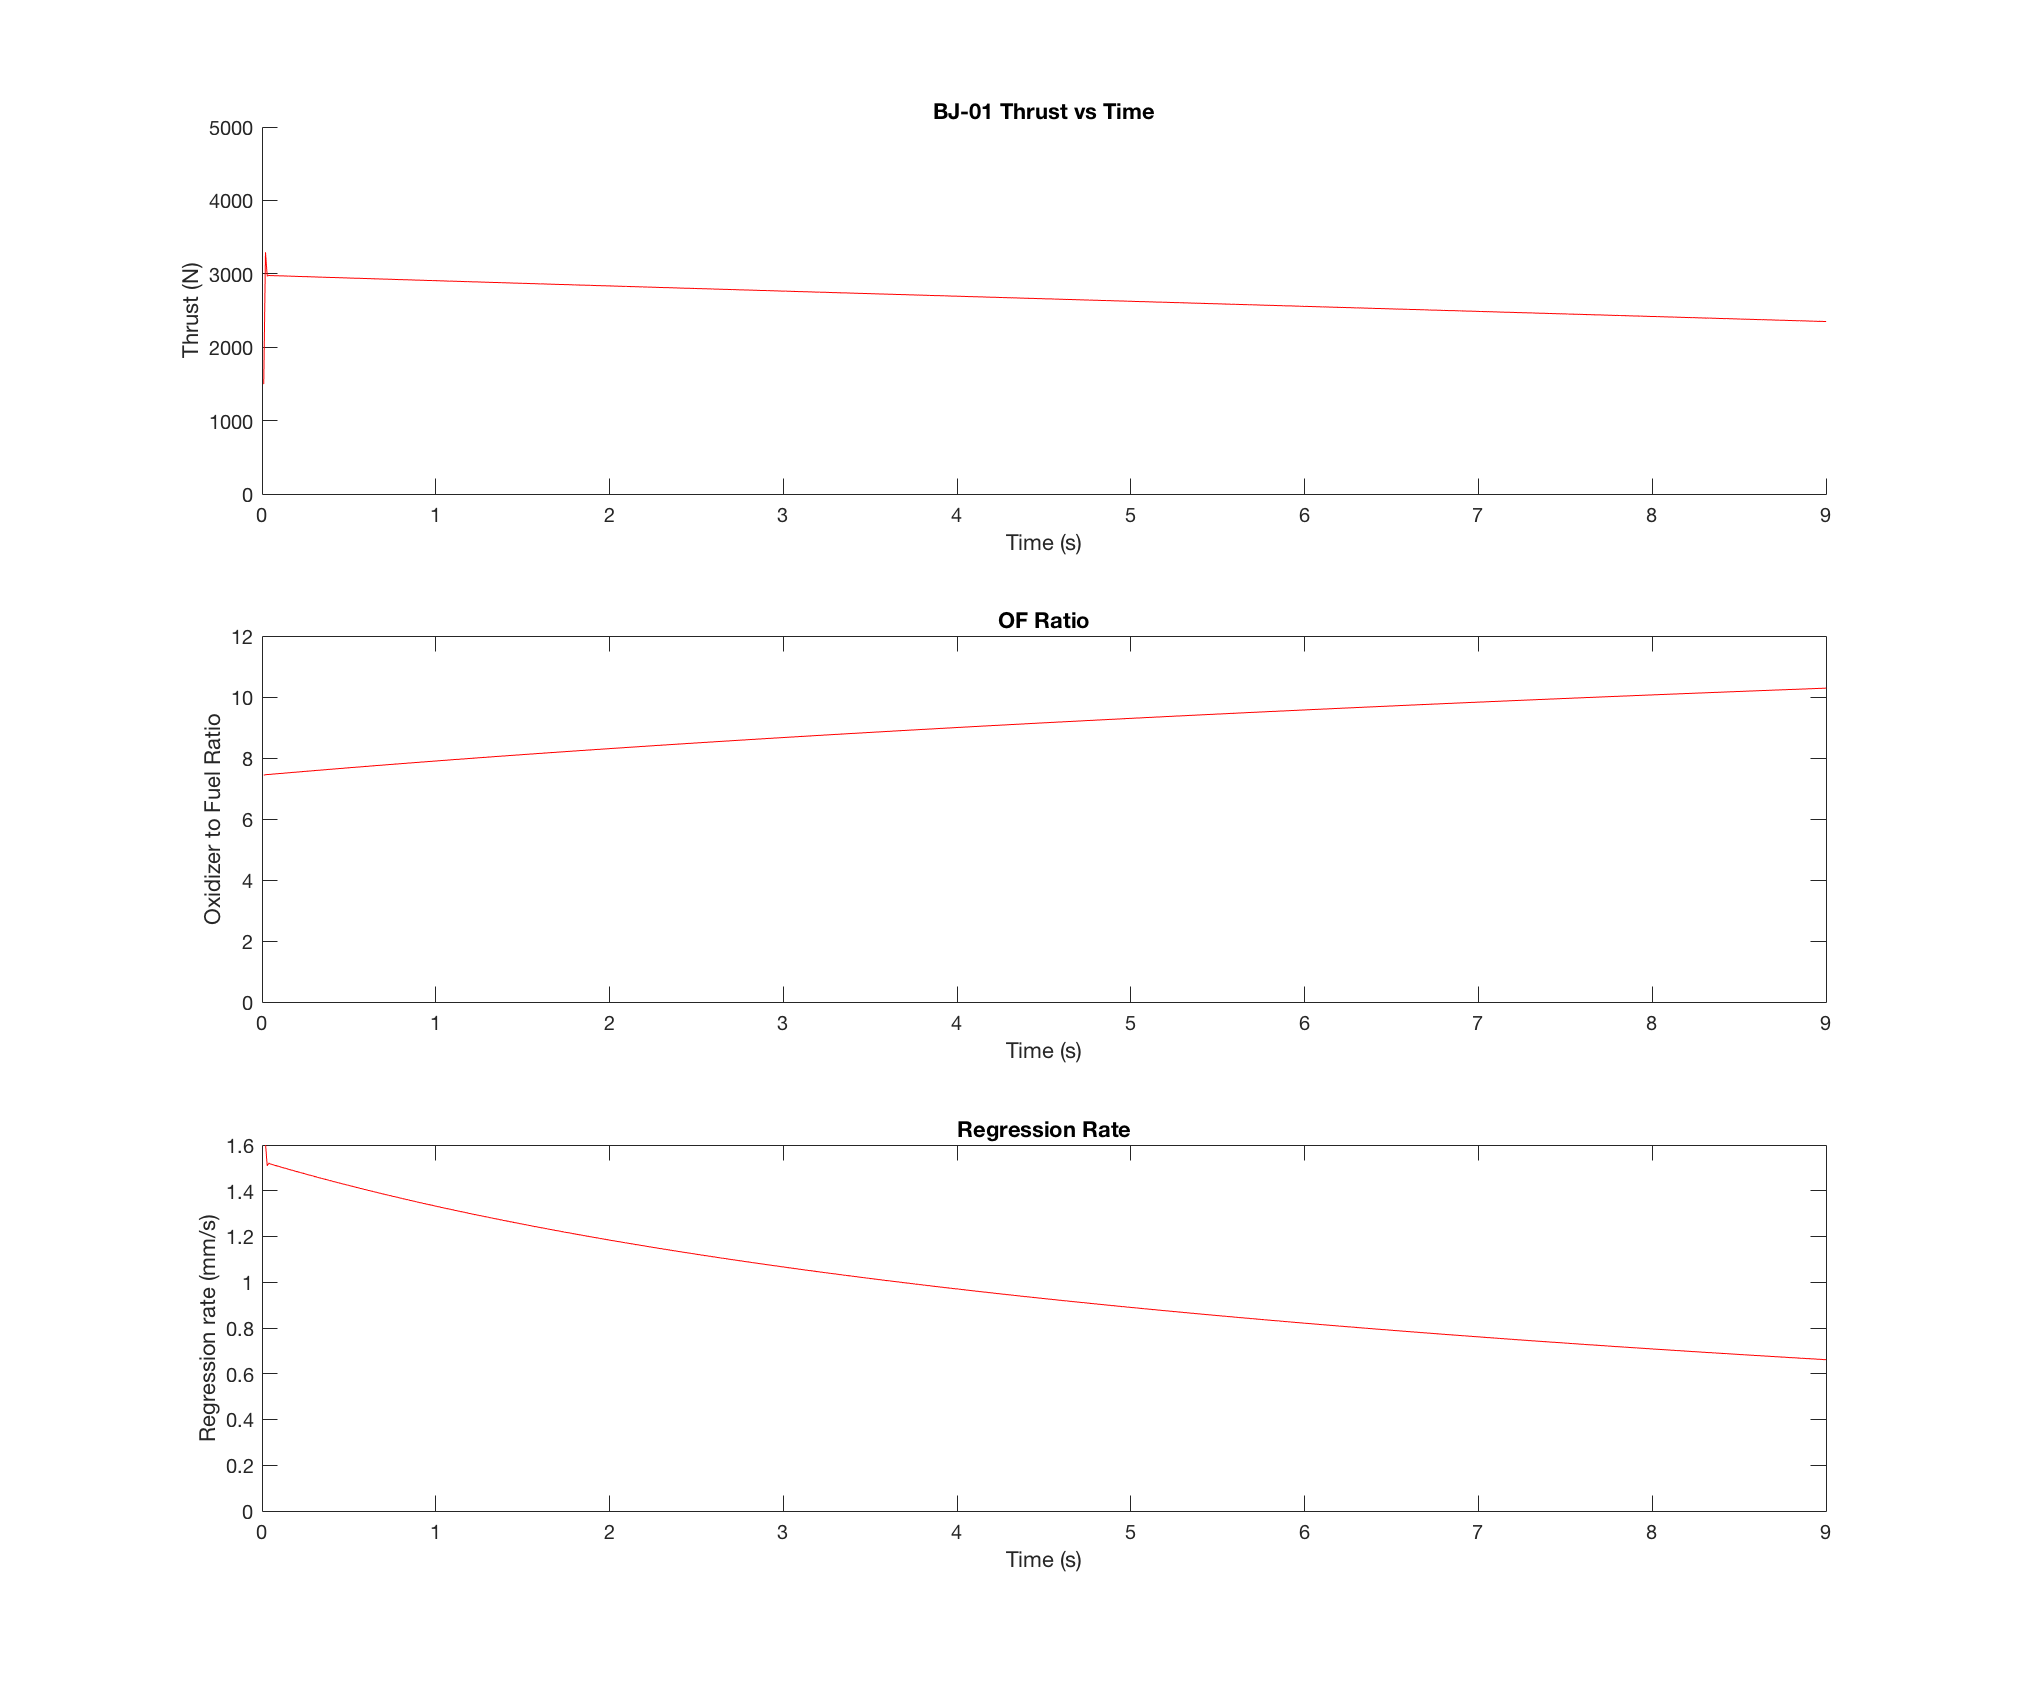 BJ-01 Thrust vs Time
5000
4000
3000
2000
1000
0
Thrust (N)
0 1 2 3 4 5 6 7 8 9
Time (s)
OF Ratio
12
10
8
6
4
2
0
Oxidizer to Fuel Ratio
0 1 2 3 4 5 6 7 8 9
Time (s)
Regression Rate
1.6
1.4
1.2
1
0.8
0.6
0.4
0.2
0
Regression rate (mm/s)
0 1 2 3 4 5 6 7 8 9
Time (s)